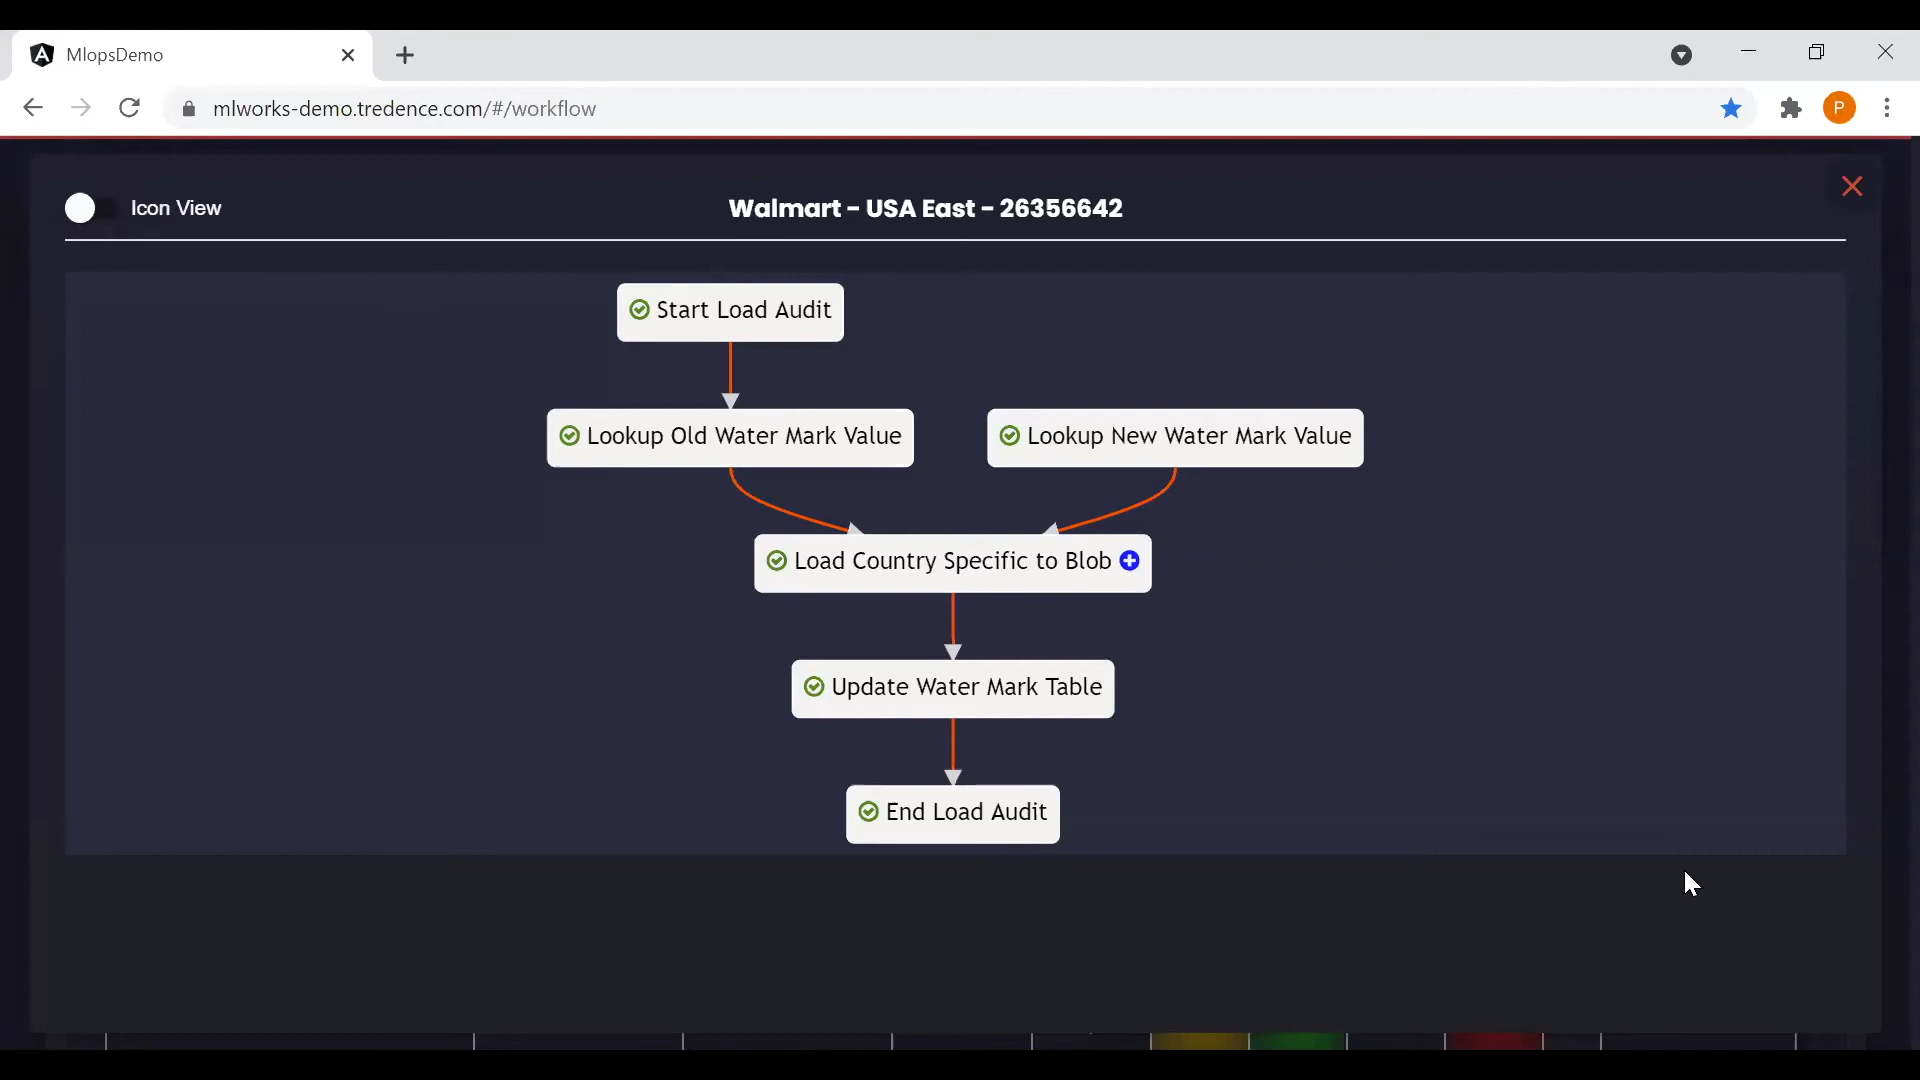 MlopsDemo
mlworks-demo.tredence.com/#/workflow
P
Icon View
Walmart - USA East - 26356642
Start Load Audit
Lookup Old Water Mark Value
Lookup New Water Mark Value
Load Country Specific to Blob
Update Water Mark Table
End Load Audit